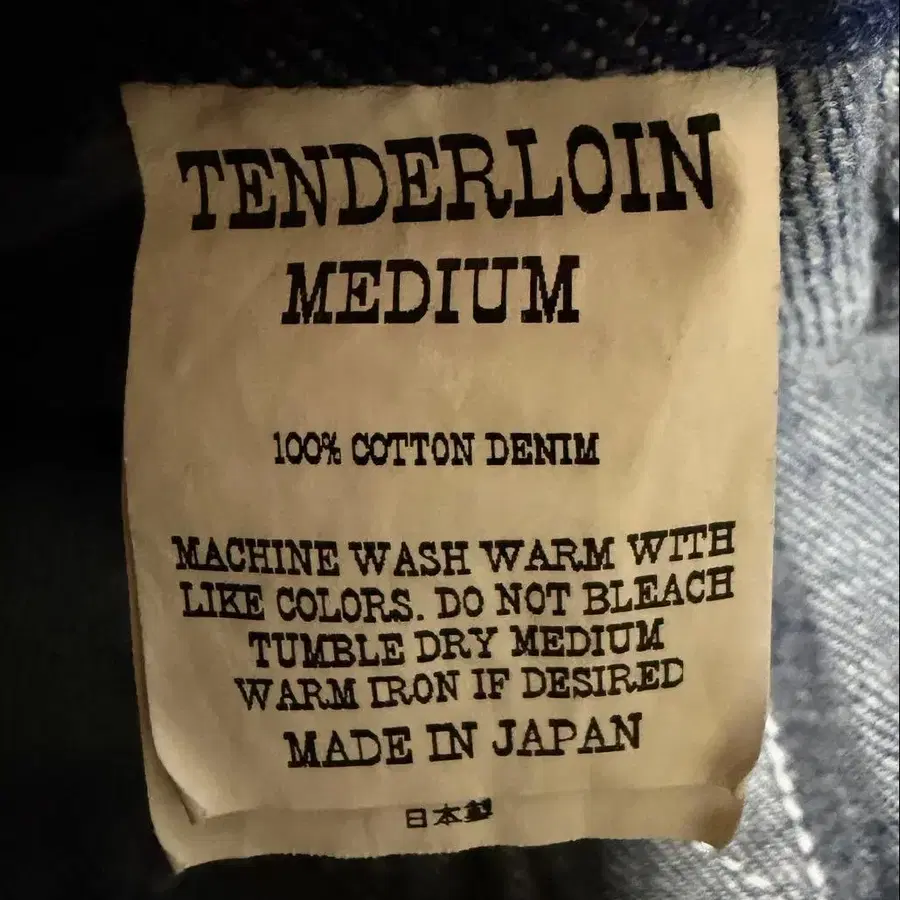 TENDERLOIN
MEDIUM
100% COTTON DENIM
MACHINE WASH WARM WITH
LIKE COLORS. DO NOT BLEACH
TUMBLE DRY MEDIUM
WARM IRON IF DESIRED
MADE IN JAPAN
日本製